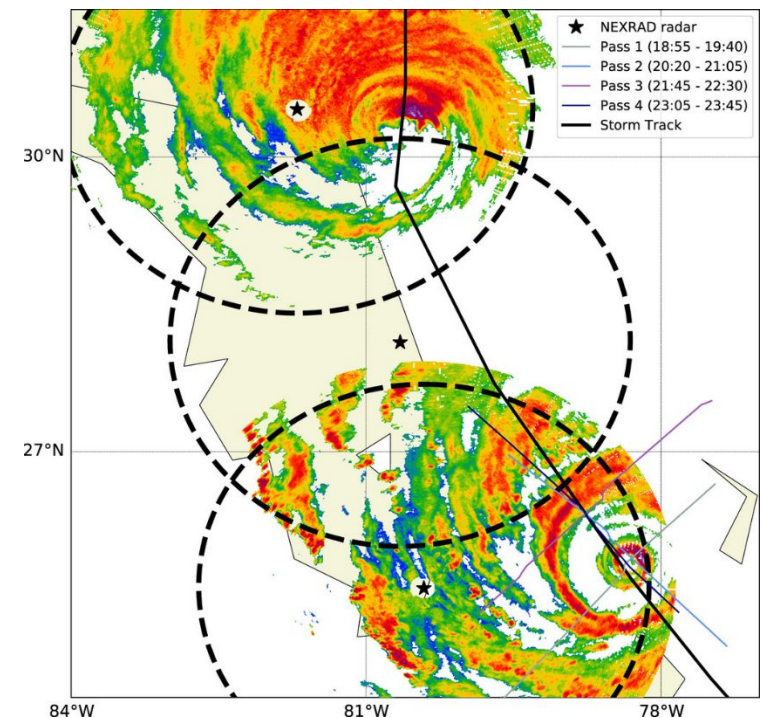 NEXRAD radar
Pass 1 (18:55 - 19:40)
Pass 2 (20:20 - 21:05)
Pass 3 (21:45 - 22:30)
Pass 4 (23:05 - 23:45)
Storm Track
30°N
27°N
84°W 81°W 78°W